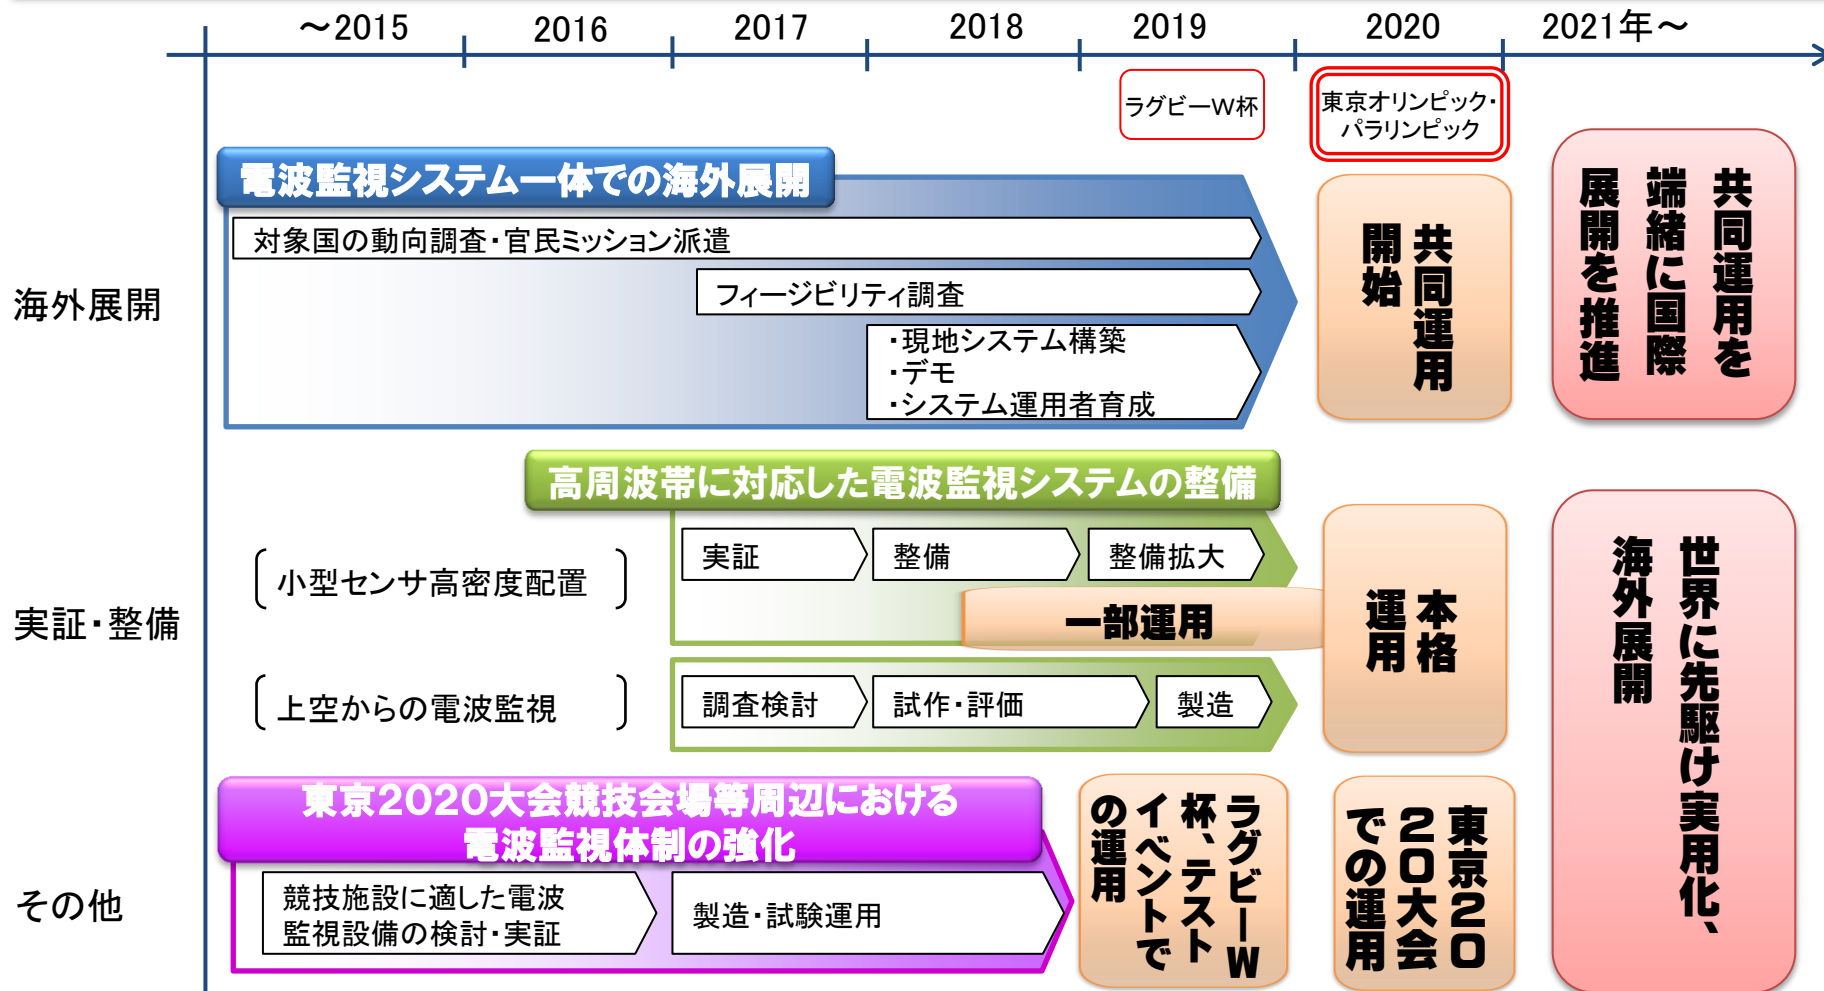 ～2015
2016
2017
2018
2019
2020
2021年～
ラグビーＷ杯
東京オリンピック・
パラリンピック
海外展開
電波監視システム一体での海外展開
対象国の動向調査・官民ミッション派遣
フィージビリティ調査
・現地システム構築
・デモ
・システム運用者育成
共同運用
開始
共同運用を
端緒に国際
展開を推進
実証・整備
高周波帯に対応した電波監視システムの整備
小型センサ高密度配置
実証
整備
整備拡大
一部運用
上空からの電波監視
調査検討
試作・評価
製造
本格
運用
世界に先駆け実用化、
海外展開
その他
東京２０２０大会競技会場等周辺における
電波監視体制の強化
競技施設に適した電波
監視設備の検討・実証
製造・試験運用
ラグビーＷ
杯、テスト
イベントで
の運用
東京２０
２０大会
での運用